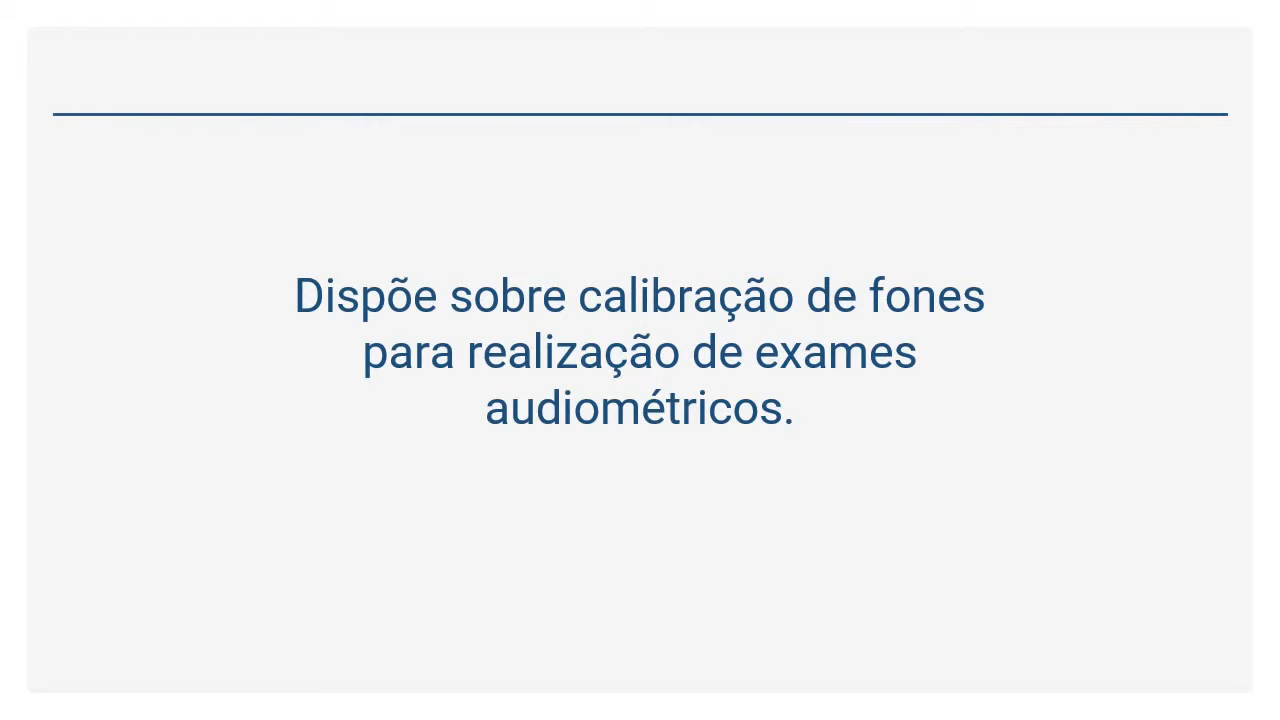 Dispõe sobre calibração de fones
para realização de exames
audiométricos.